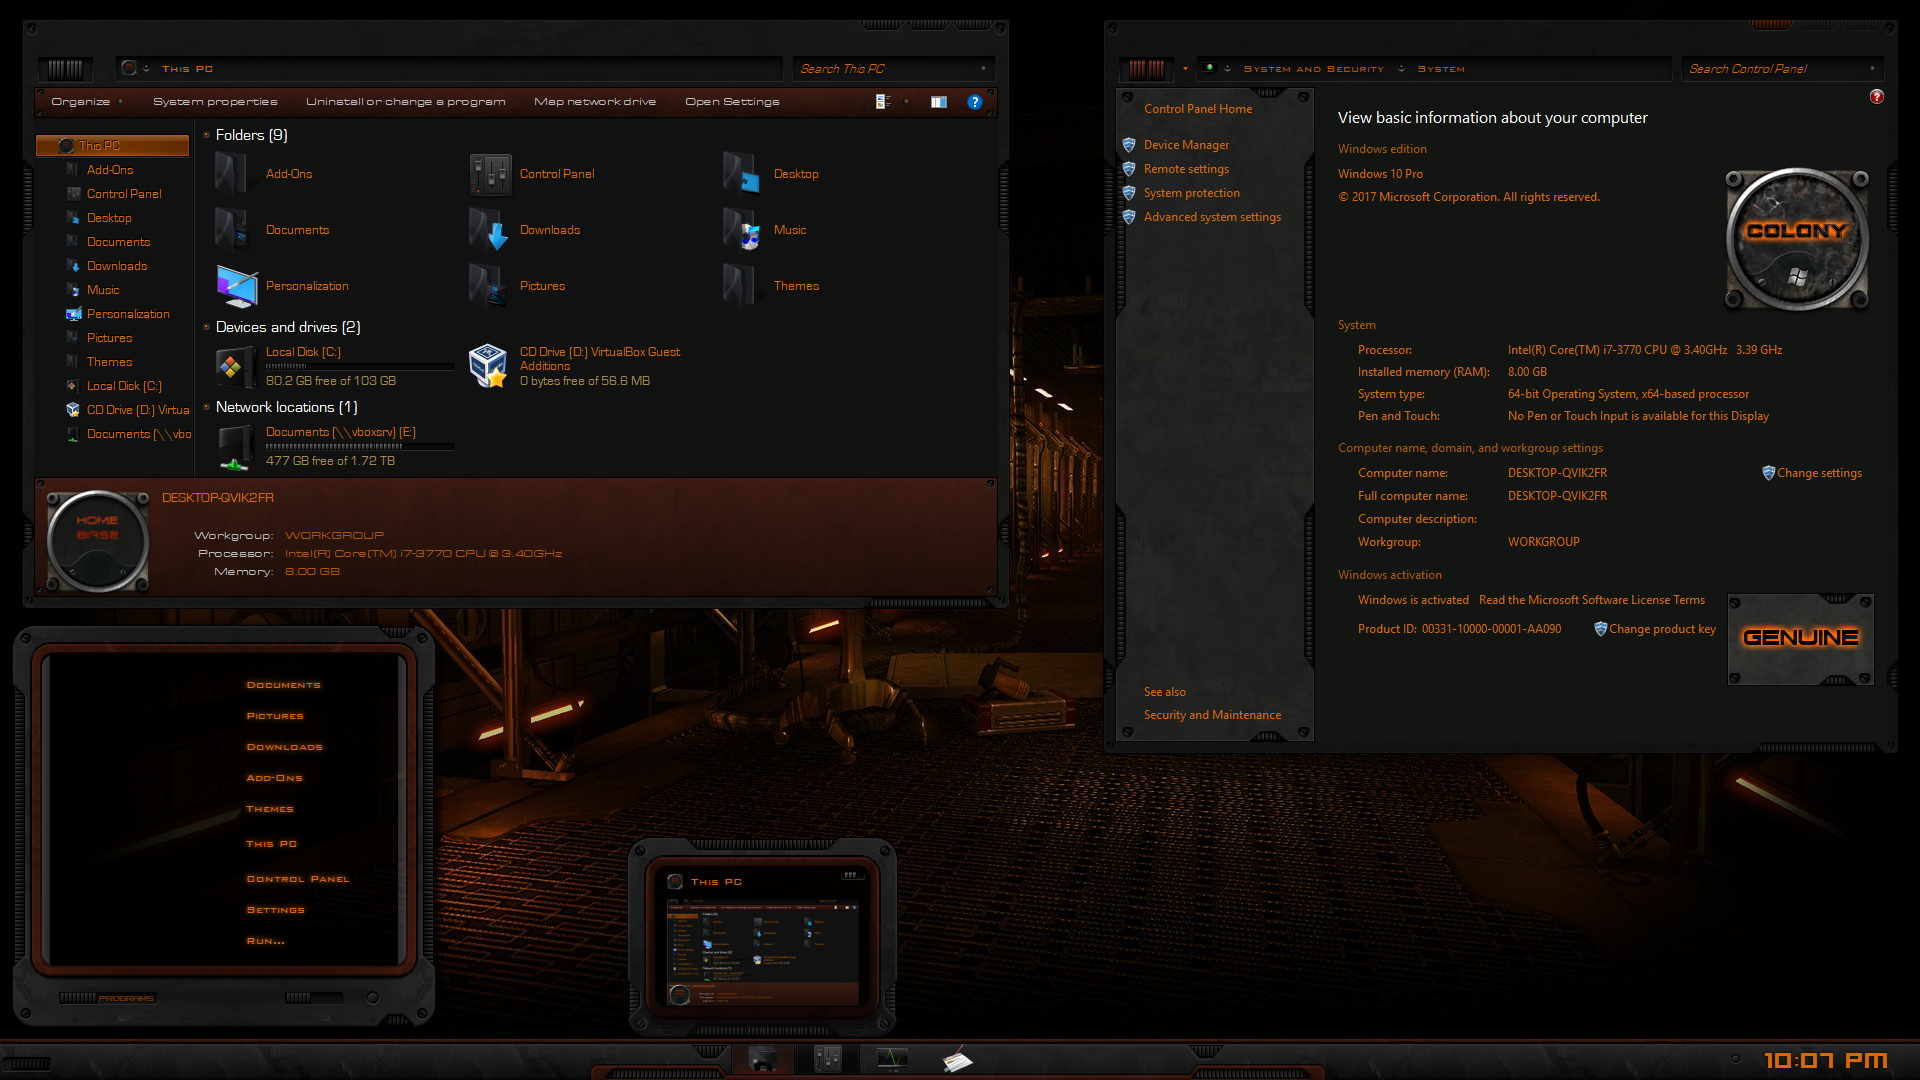 This PC
Search This PC
Organize
System properties
Uninstall or change a program
Map network drive
Open Settings
This PC
Add-Ons
Control Panel
Desktop
Documents
Downloads
Music
Personalization
Pictures
Themes
Local Disk (C:)
CD Drive (D:) Virtua
Documents (\\vbo
Folders (9)
Add-Ons
Control Panel
Desktop
Documents
Downloads
Music
Personalization
Pictures
Themes
Devices and drives (2)
Local Disk (C:)
80.2 GB free of 103 GB
CD Drive (D:) VirtualBox Guest
Additions
0 bytes free of 56.6 MB
Network locations (1)
Documents (\\vboxsrv) (E:)
477 GB free of 1.72 TB
HOME
BASE
DESKTOP-QVIK2FR
Workgroup: WORKGROUP
Processor: Intel(R) Core(TM) i7-3770 CPU @ 3.40GHz
Memory: 8.00 GB
System and Security
System
Search Control Panel
Control Panel Home
Device Manager
Remote settings
System protection
Advanced system settings
See also
Security and Maintenance
View basic information about your computer
Windows edition
Windows 10 Pro
© 2017 Microsoft Corporation. All rights reserved.
COLONY
System
Processor: Intel(R) Core(TM) i7-3770 CPU @ 3.40GHz 3.39 GHz
Installed memory (RAM): 8.00 GB
System type: 64-bit Operating System, x64-based processor
Pen and Touch: No Pen or Touch Input is available for this Display
Computer name, domain, and workgroup settings
Computer name: DESKTOP-QVIK2FR
Change settings
Full computer name: DESKTOP-QVIK2FR
Computer description:
Workgroup: WORKGROUP
Windows activation
Windows is activated Read the Microsoft Software License Terms
Product ID: 00331-10000-00001-AA090
Change product key
GENUINE
Documents
Pictures
Downloads
Add-Ons
Themes
This PC
Control Panel
Settings
Run...
PROGRAMS
This PC
10:07 PM